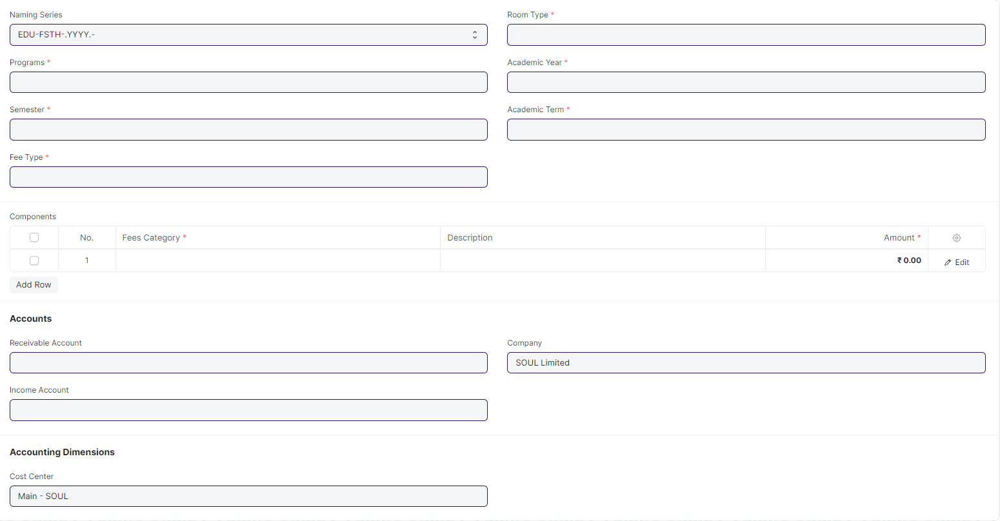 Naming Series
EDU-FSTH-.YYYY.-
Room Type *
Programs *
Academic Year *
Semester *
Academic Term *
Fee Type *
Components
No. Fees Category * Description Amount *
1 ₹ 0.00 Edit
Add Row
Accounts
Receivable Account
Company
SOUL Limited
Income Account
Accounting Dimensions
Cost Center
Main - SOUL